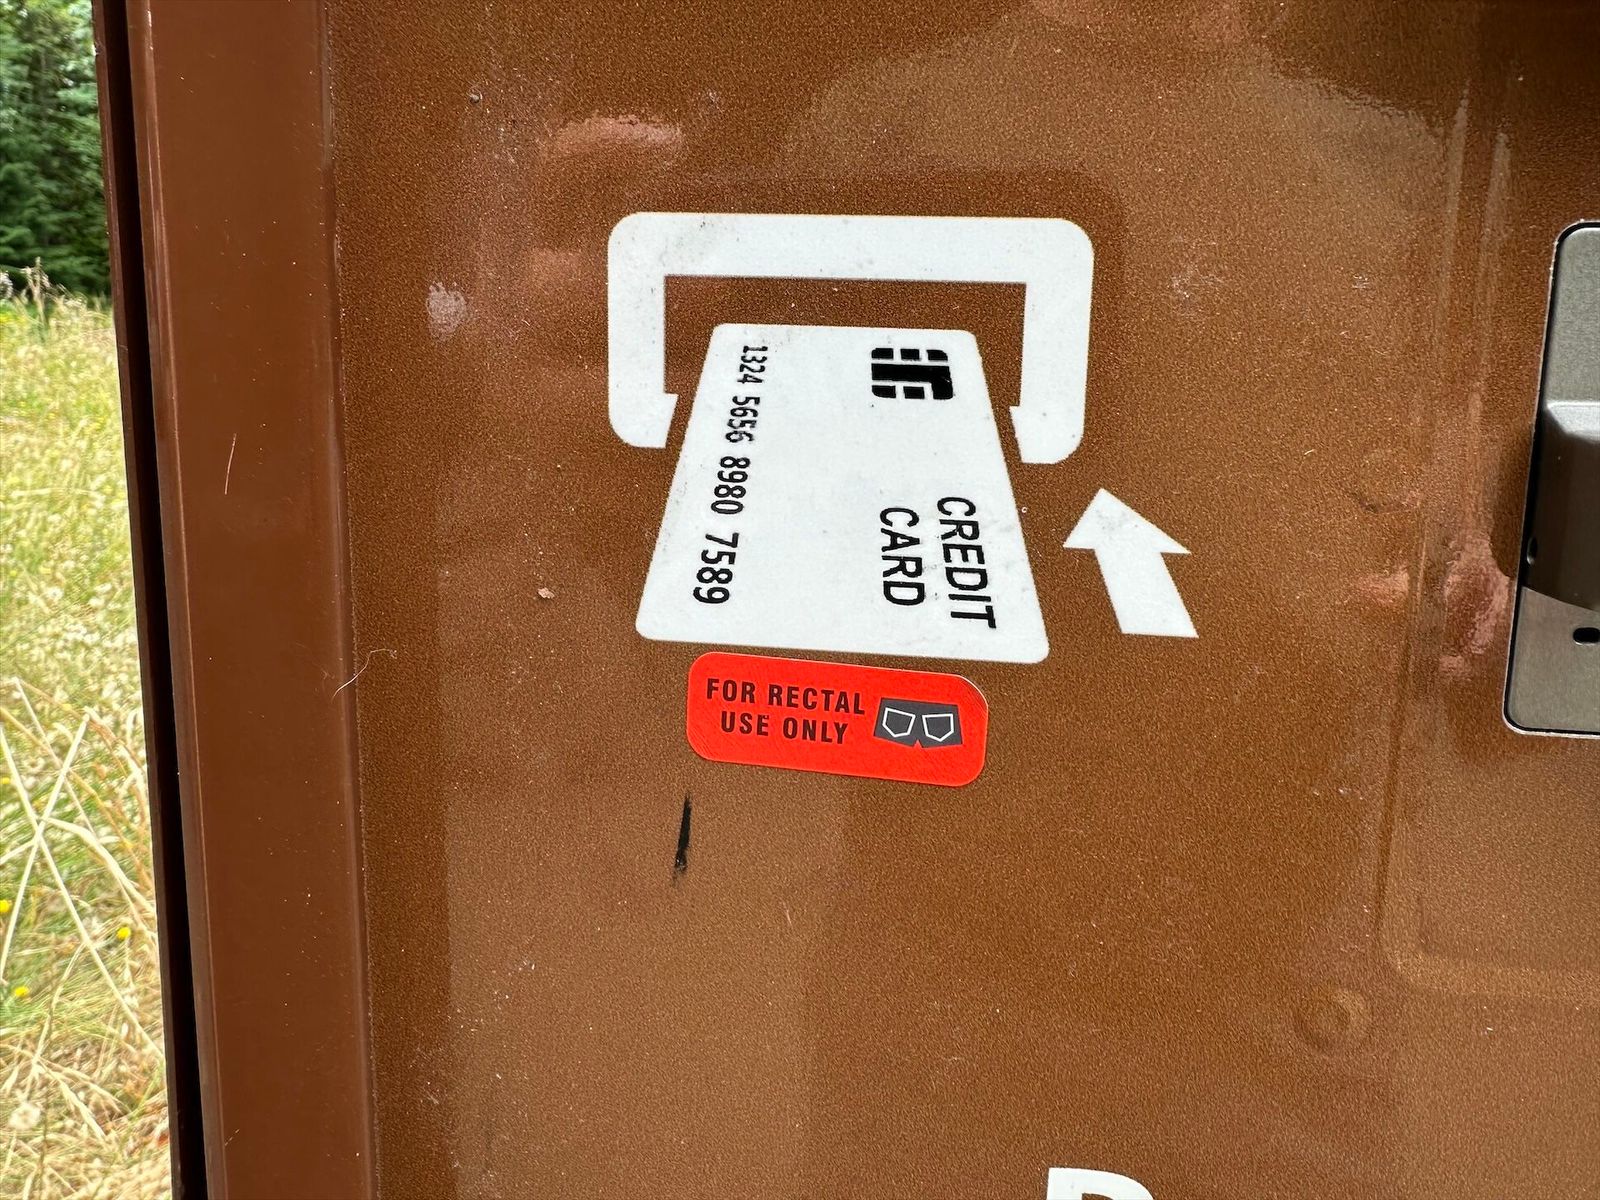 1324 5656 8980 7589
CREDIT
CARD
FOR RECTAL
USE ONLY